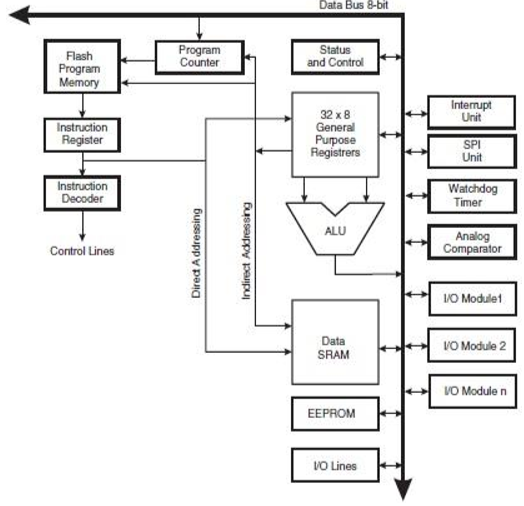 Data Bus 8-bit
Flash
Program
Memory
Program
Counter
Status
and Control
Instruction
Register
32 x 8
General
Purpose
Registrers
Interrupt
Unit
SPI
Unit
Instruction
Decoder
Watchdog
Timer
Control Lines
Direct Addressing
Indirect Addressing
ALU
Analog
Comparator
I/O Module1
Data
SRAM
I/O Module 2
I/O Module n
EEPROM
I/O Lines